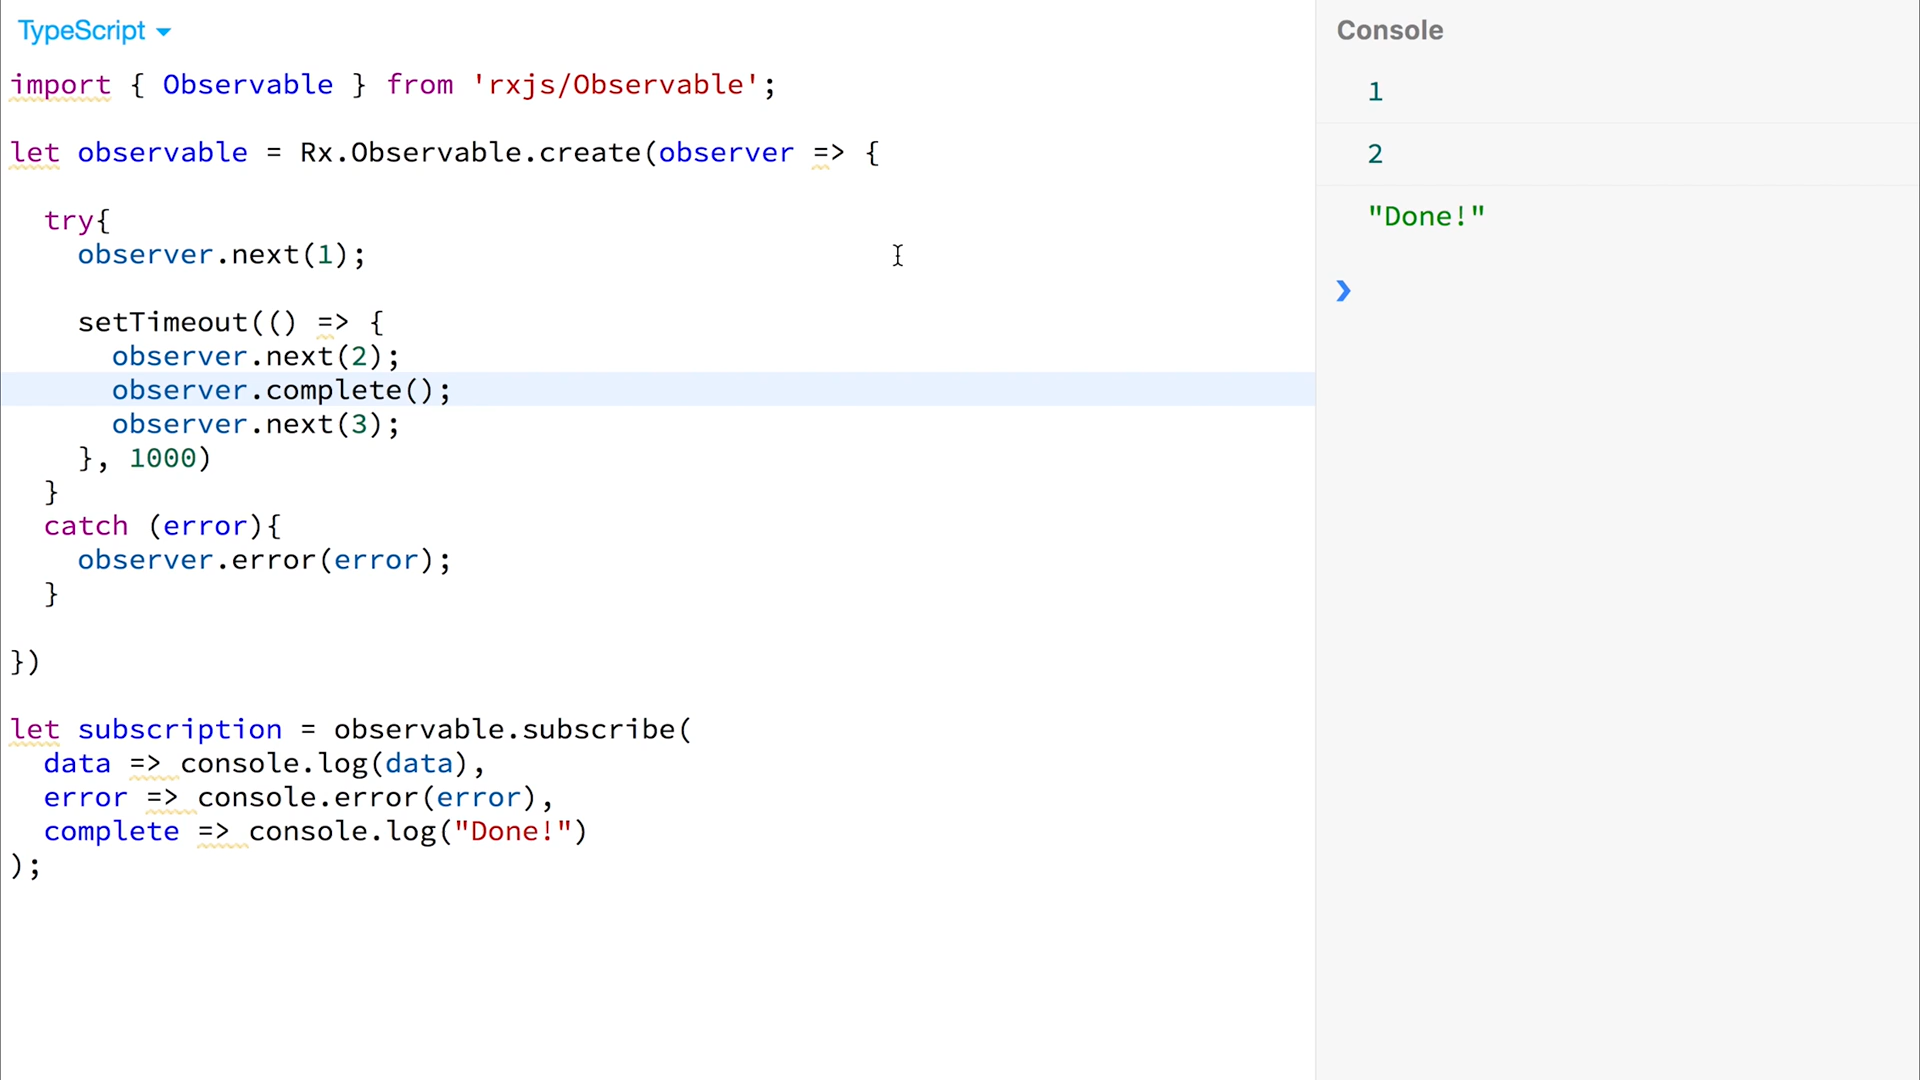 TypeScript
import { Observable } from 'rxjs/Observable';
let observable = Rx.Observable.create(observer => {
try{
observer.next(1);
setTimeout(() => {
observer.next(2);
observer.complete();
observer.next(3);
}, 1000)
}
catch (error){
observer.error(error);
}
})
let subscription = observable.subscribe(
data => console.log(data),
error => console.error(error),
complete => console.log("Done!")
);
Console
1
2
"Done!"